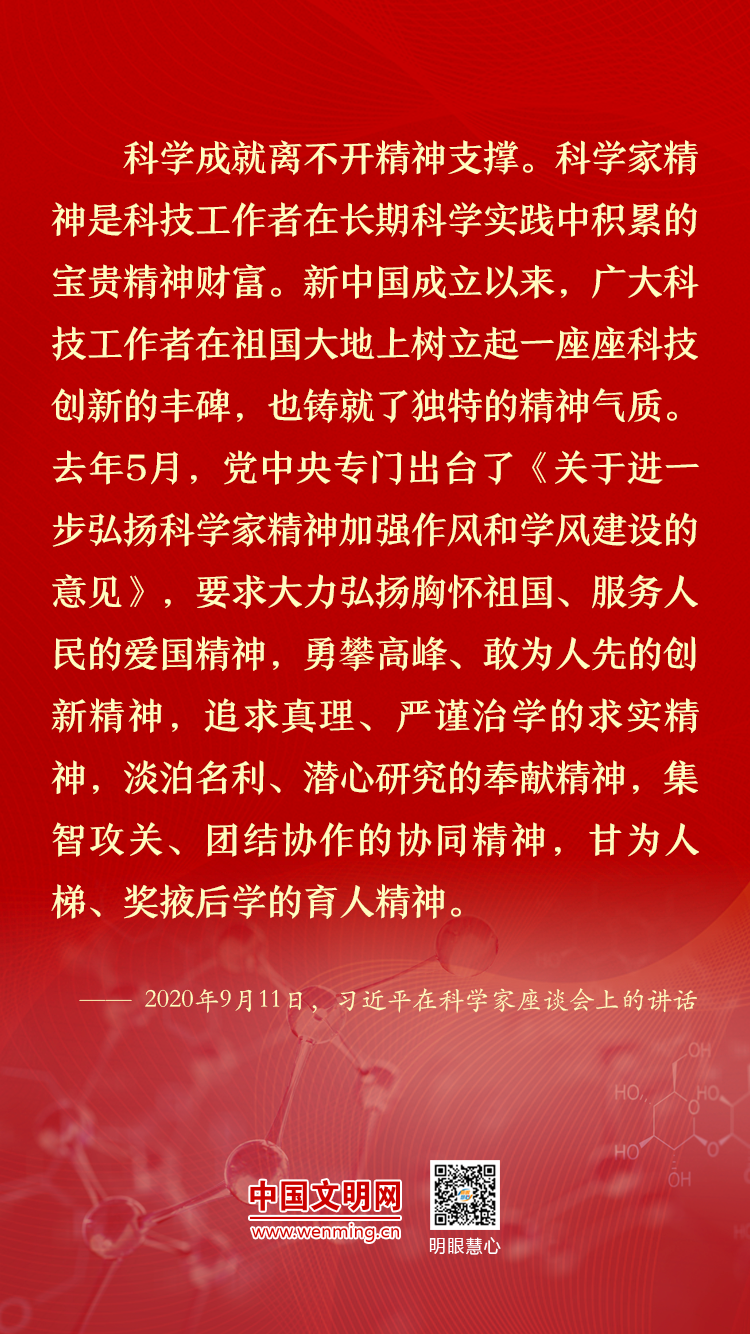 科学成就离不开精神支撑。科学家精
神是科技工作者在长期科学实践中积累的
宝贵精神财富。新中国成立以来，广大科
技工作者在祖国大地上树立起一座座科技
创新的丰碑，也铸就了独特的精神气质。
去年5月，党中央专门出台了《关于进一
步弘扬科学家精神加强作风和学风建设的
意见》，要求大力弘扬胸怀祖国、服务人
民的爱国精神，勇攀高峰、敢为人先的创
新精神，追求真理、严谨治学的求实精
神，淡泊名利、潜心研究的奉献精神，集
智攻关、团结协作的协同精神，甘为人
梯、奖掖后学的育人精神。
—— 2020年9月11日，习近平在科学家座谈会上的讲话
OH
HO
HO
O
HO
O
OH
中国文明网
www.wenming.cn
明眼慧心